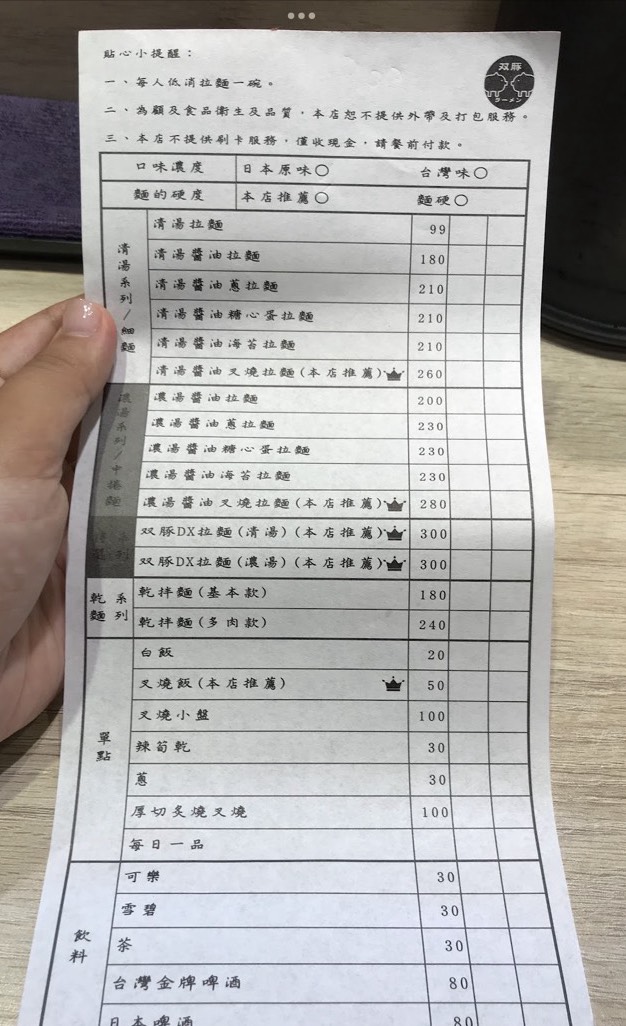 貼心小提醒：
双豚
ラーメン
一、每人低消拉麵一碗。
二、為顧及食品衛生及品質，本店恕不提供外帶及打包服務。
三、本店不提供刷卡服務，僅收現金，請餐前付款。
口味濃度 日本原味○ 台灣味○
麵的硬度 本店推薦○ 麵硬○
清湯系列/細麵
清湯拉麵 99
清湯醬油拉麵 180
清湯醬油蔥拉麵 210
清湯醬油糖心蛋拉麵 210
清湯醬油海苔拉麵 210
清湯醬油叉燒拉麵(本店推薦) 260
濃湯系列/中捲麵
濃湯醬油拉麵 200
濃湯醬油蔥拉麵 230
濃湯醬油糖心蛋拉麵 230
濃湯醬油海苔拉麵 230
濃湯醬油叉燒拉麵(本店推薦) 280
系列
双豚DX拉麵(清湯)(本店推薦) 300
双豚DX拉麵(濃湯)(本店推薦) 300
乾麵系列
乾拌麵(基本款) 180
乾拌麵(多肉款) 240
單點
白飯 20
叉燒飯(本店推薦) 50
叉燒小盤 100
辣筍乾 30
蔥 30
厚切炙燒叉燒 100
每日一品
飲料
可樂 30
雪碧 30
茶 30
台灣金牌啤酒 80
日本啤酒 80